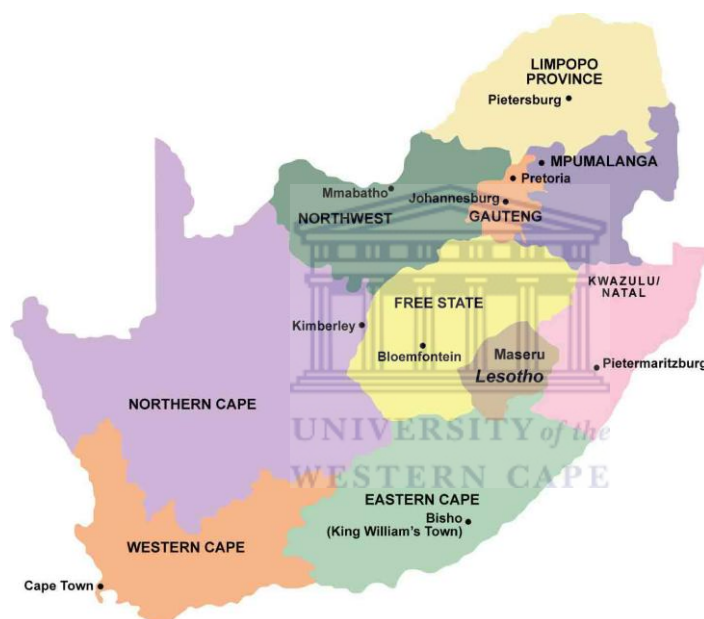 LIMPOPO
PROVINCE
Pietersburg
MPUMALANGA
Pretoria
Mmabatho
Johannesburg
NORTHWEST
GAUTENG
KWAZULU/
NATAL
FREE STATE
Kimberley
Bloemfontein
Maseru
Lesotho
Pietermaritzburg
NORTHERN CAPE
UNIVERSITY of the
WESTERN CAPE
EASTERN CAPE
Bisho
(King William's Town)
WESTERN CAPE
Cape Town